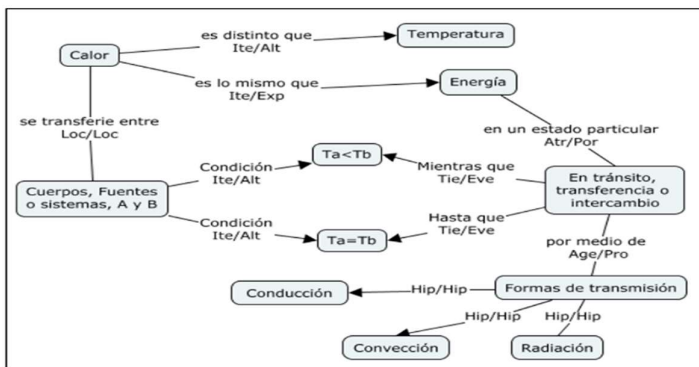 es distinto que
Ite/Alt
Temperatura
Calor
es lo mismo que
Ite/Exp
Energía
se transferie entre
Loc/Loc
en un estado particular
Atr/Por
Condición
Ite/Alt
Ta<Tb
Mientras que
Tie/Eve
Cuerpos, Fuentes
o sistemas, A y B
En tránsito,
transferencia o
intercambio
Condición
Ite/Alt
Ta=Tb
Hasta que
Tie/Eve
por medio de
Age/Pro
Conducción
Hip/Hip
Formas de transmisión
Hip/Hip
Hip/Hip
Convección
Radiación